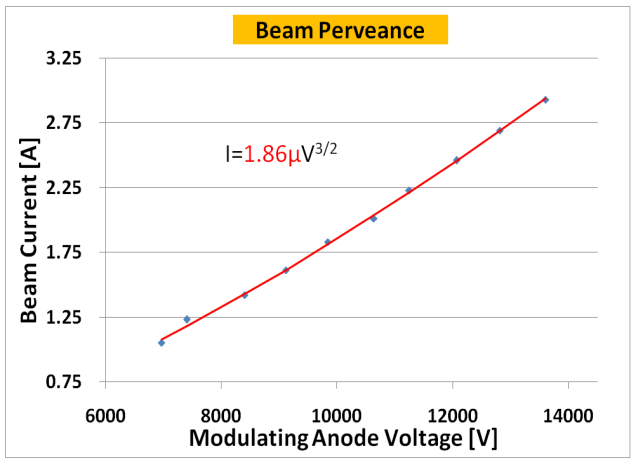 Beam Perveance
3.25
2.75
2.25
1.75
1.25
0.75
Beam Current [A]
I=1.86µV3/2
6000 8000 10000 12000 14000
Modulating Anode Voltage [V]